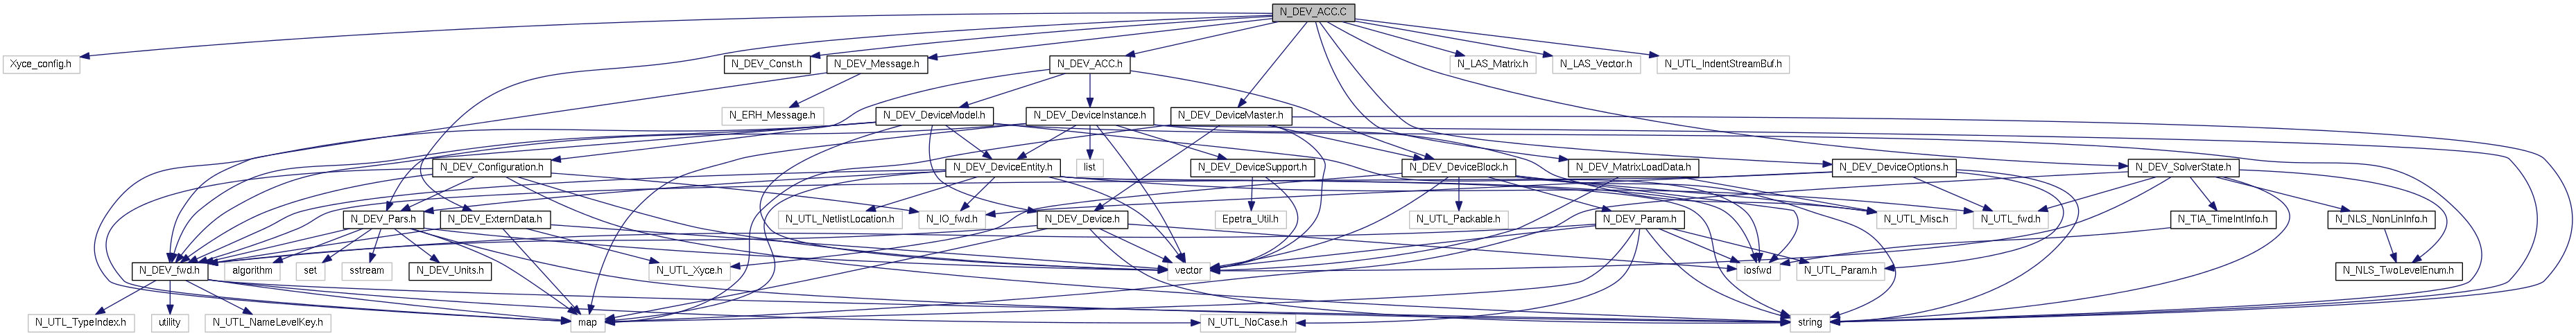 N_DEV_ACC.C
Xyce_config.h
N_DEV_Const.h
N_DEV_Message.h
N_DEV_ACC.h
N_LAS_Matrix.h
N_LAS_Vector.h
N_UTL_IndentStreamBuf.h
N_ERH_Message.h
N_DEV_DeviceModel.h
N_DEV_DeviceInstance.h
N_DEV_DeviceMaster.h
N_DEV_Configuration.h
N_DEV_DeviceEntity.h
list
N_DEV_DeviceSupport.h
N_DEV_DeviceBlock.h
N_DEV_MatrixLoadData.h
N_DEV_DeviceOptions.h
N_DEV_SolverState.h
N_DEV_Pars.h
N_DEV_ExternData.h
N_UTL_NetlistLocation.h
N_IO_fwd.h
N_DEV_Device.h
Epetra_Util.h
N_UTL_Packable.h
N_DEV_Param.h
N_UTL_Misc.h
N_UTL_fwd.h
N_TIA_TimeIntInfo.h
N_NLS_NonLinInfo.h
N_DEV_fwd.h
algorithm
set
sstream
N_DEV_Units.h
N_UTL_Xyce.h
vector
iosfwd
N_UTL_Param.h
N_NLS_TwoLevelEnum.h
N_UTL_TypeIndex.h
utility
N_UTL_NameLevelKey.h
map
N_UTL_NoCase.h
string